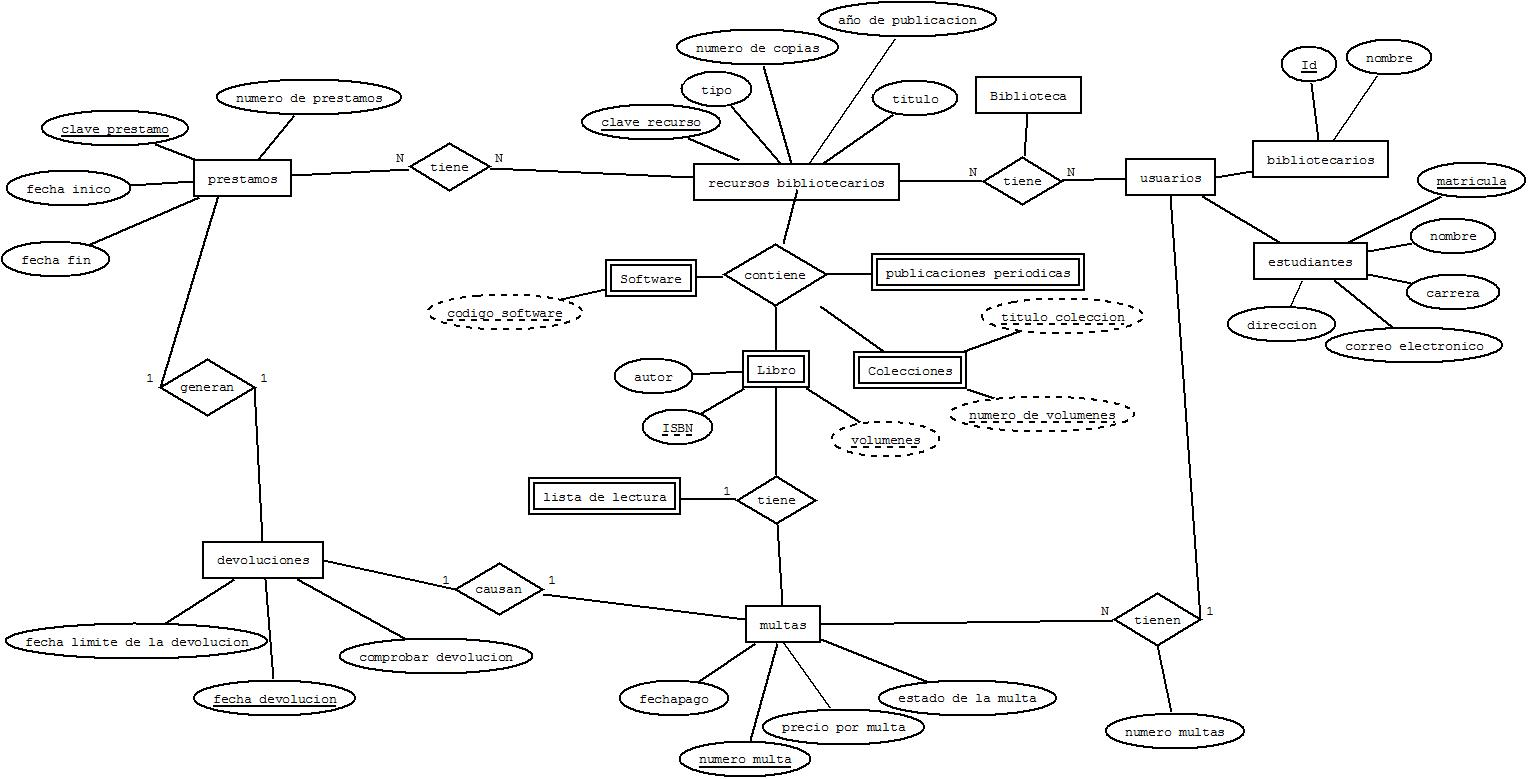 año de publicacion
numero de copias
nombre
Id
tipo
numero de prestamos
titulo
Biblioteca
clave recurso
clave prestamo
N
tiene
N
bibliotecarios
prestamos
recursos bibliotecarios
N
tiene
N
usuarios
matricula
fecha inico
nombre
fecha fin
estudiantes
Software
contiene
publicaciones periodicas
carrera
codigo software
titulo coleccion
direccion
correo electronico
Libro
Colecciones
autor
1
generan
1
numero de volumenes
ISBN
volumenes
lista de lectura
1
tiene
devoluciones
1
causan
1
N
tienen
1
multas
fecha limite de la devolucion
comprobar devolucion
fecha devolucion
fechapago
estado de la multa
precio por multa
numero multas
numero multa